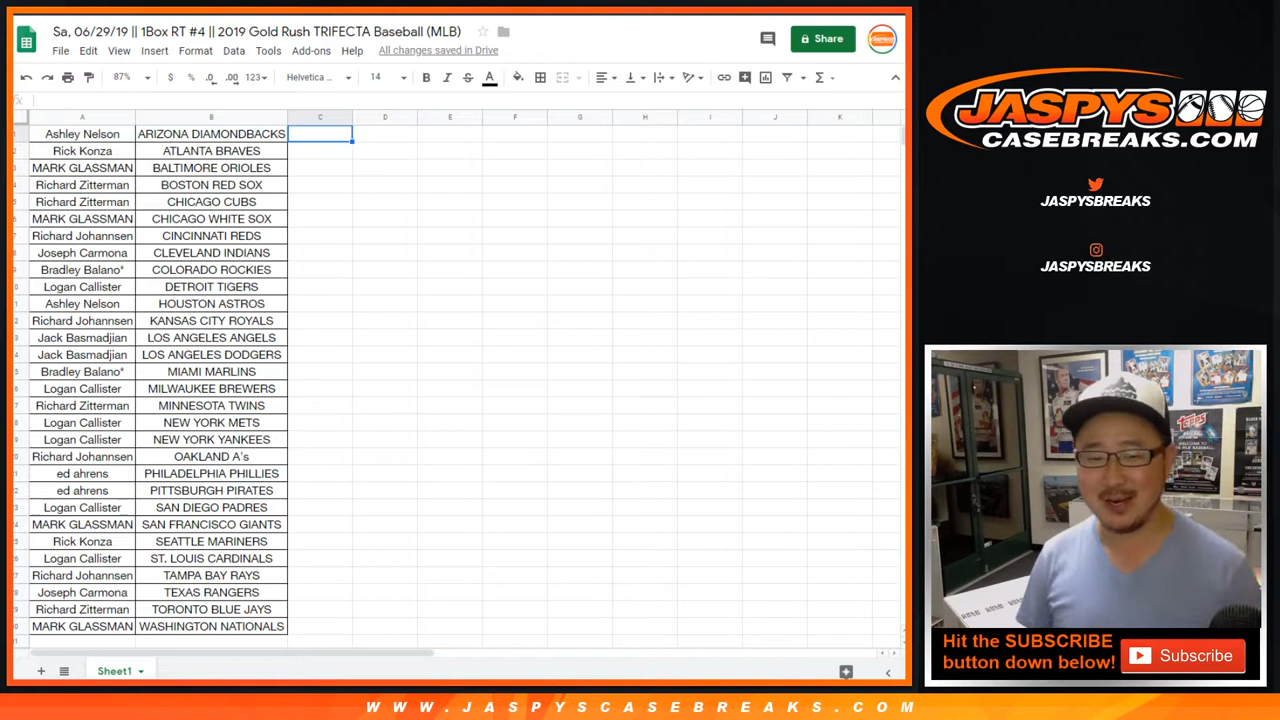 Sa, 06/29/19 || 1Box RT #4 || 2019 Gold Rush TRIFECTA Baseball (MLB)
File Edit View Insert Format Data Tools Add-ons Help All changes saved in Drive
Share
87% $ % .0 .00 123 Helvetica ... 14 B I S A
fx
A B C D E F G H I J K
Ashley Nelson ARIZONA DIAMONDBACKS
Rick Konza ATLANTA BRAVES
MARK GLASSMAN BALTIMORE ORIOLES
Richard Zitterman BOSTON RED SOX
Richard Zitterman CHICAGO CUBS
MARK GLASSMAN CHICAGO WHITE SOX
Richard Johannsen CINCINNATI REDS
Joseph Carmona CLEVELAND INDIANS
Bradley Balano* COLORADO ROCKIES
Logan Callister DETROIT TIGERS
Ashley Nelson HOUSTON ASTROS
Richard Johannsen KANSAS CITY ROYALS
Jack Basmadjian LOS ANGELES ANGELS
Jack Basmadjian LOS ANGELES DODGERS
Bradley Balano* MIAMI MARLINS
Logan Callister MILWAUKEE BREWERS
Richard Zitterman MINNESOTA TWINS
Logan Callister NEW YORK METS
Logan Callister NEW YORK YANKEES
Richard Johannsen OAKLAND A's
ed ahrens PHILADELPHIA PHILLIES
ed ahrens PITTSBURGH PIRATES
Logan Callister SAN DIEGO PADRES
MARK GLASSMAN SAN FRANCISCO GIANTS
Rick Konza SEATTLE MARINERS
Logan Callister ST. LOUIS CARDINALS
Richard Johannsen TAMPA BAY RAYS
Joseph Carmona TEXAS RANGERS
Richard Zitterman TORONTO BLUE JAYS
MARK GLASSMAN WASHINGTON NATIONALS
Sheet1
JASPYS
CASEBREAKS.COM
JASPYSBREAKS
JASPYSBREAKS
TOPPS
Hit the SUBSCRIBE
button down below!
Subscribe
WWW.JASPYSCASEBREAKS.COM